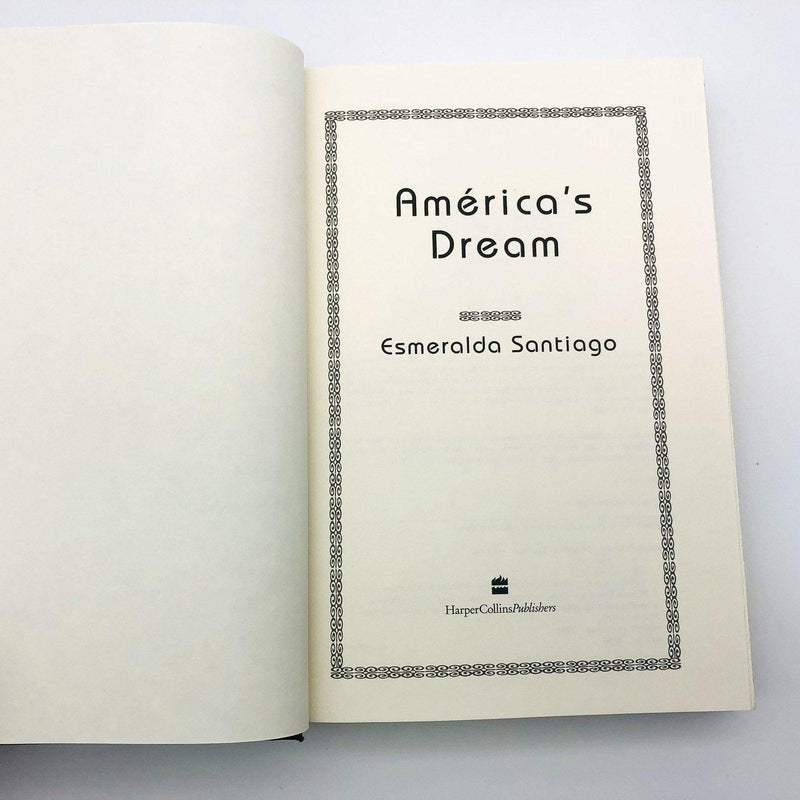 América's
Dream
Esmeralda Santiago
HarperCollinsPublishers